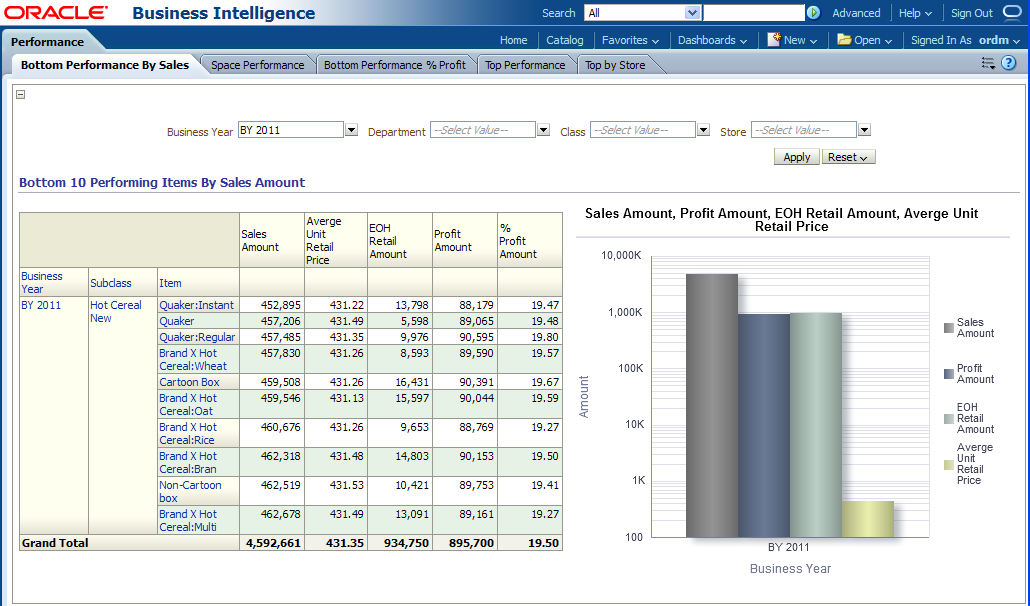 ORACLE Business Intelligence Search All Advanced Help Sign Out
Performance Home Catalog Favorites Dashboards New Open Signed In As ordm
Bottom Performance By Sales Space Performance Bottom Performance % Profit Top Performance Top by Store
Business Year BY 2011 Department --Select Value-- Class --Select Value-- Store --Select Value--
Apply Reset
Bottom 10 Performing Items By Sales Amount
Sales Amount
Averge Unit Retail Price
EOH Retail Amount
Profit Amount
% Profit Amount
Business Year Subclass Item
BY 2011 Hot Cereal New
Quaker:Instant 452,895 431.22 13,798 88,179 19.47
Quaker 457,206 431.49 5,598 89,065 19.48
Quaker:Regular 457,485 431.35 9,976 90,595 19.80
Brand X Hot Cereal:Wheat 457,830 431.26 8,593 89,590 19.57
Cartoon Box 459,508 431.26 16,431 90,391 19.67
Brand X Hot Cereal:Oat 459,546 431.13 15,597 90,044 19.59
Brand X Hot Cereal:Rice 460,676 431.26 9,653 88,769 19.27
Brand X Hot Cereal:Bran 462,318 431.48 14,803 90,153 19.50
Non-Cartoon box 462,519 431.53 10,421 89,753 19.41
Brand X Hot Cereal:Multi 462,678 431.49 13,091 89,161 19.27
Grand Total 4,592,661 431.35 934,750 895,700 19.50
Sales Amount, Profit Amount, EOH Retail Amount, Averge Unit
Retail Price
10,000K
1,000K
100K
10K
1K
100
Amount
BY 2011
Business Year
Sales
Amount
Profit
Amount
EOH
Retail
Amount
Averge
Unit
Retail
Price